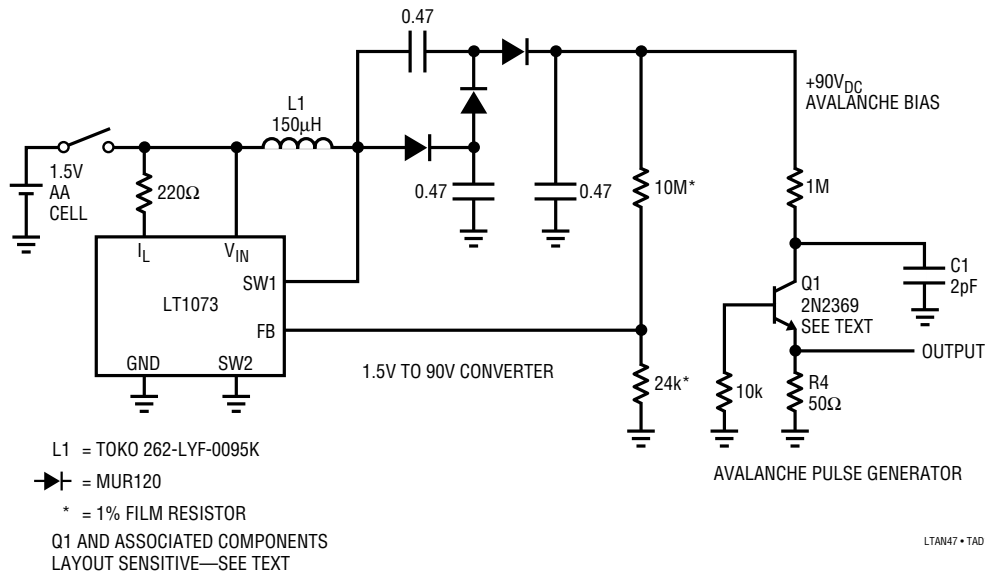 0.47
+90VDC
AVALANCHE BIAS
L1
150µH
1.5V
AA
CELL
220Ω
0.47
0.47
10M*
1M
IL
VIN
SW1
LT1073
FB
GND
SW2
C1
2pF
Q1
2N2369
SEE TEXT
OUTPUT
1.5V TO 90V CONVERTER
24k*
10k
R4
50Ω
L1 = TOKO 262-LYF-0095K
= MUR120
* = 1% FILM RESISTOR
Q1 AND ASSOCIATED COMPONENTS
LAYOUT SENSITIVE—SEE TEXT
AVALANCHE PULSE GENERATOR
LTAN47 • TAD